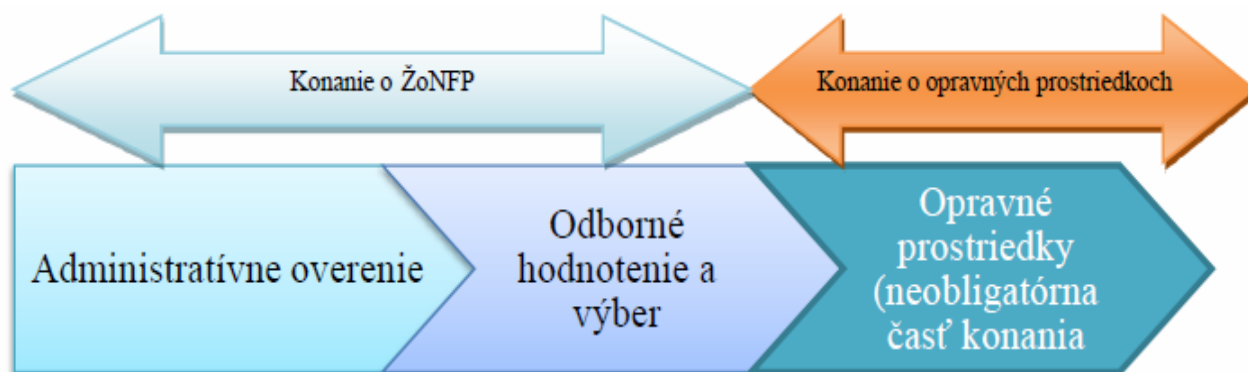 Konanie o ŽoNFP
Konanie o opravných prostriedkoch
Administratívne overenie
Odborné
hodnotenie a
výber
Opravné
prostriedky
(neobligatórna
časť konania